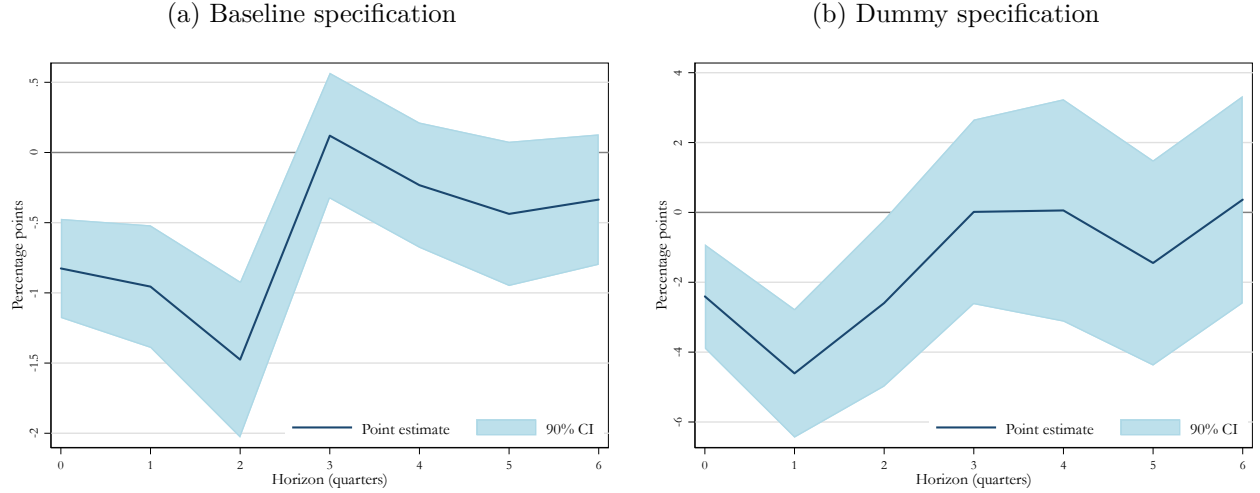 (a) Baseline specification
Percentage points
.5
0
-.5
-1
-1.5
-2
Point estimate
90% CI
0 1 2 3 4 5 6
Horizon (quarters)
(b) Dummy specification
Percentage points
4
2
0
-2
-4
-6
Point estimate
90% CI
0 1 2 3 4 5 6
Horizon (quarters)